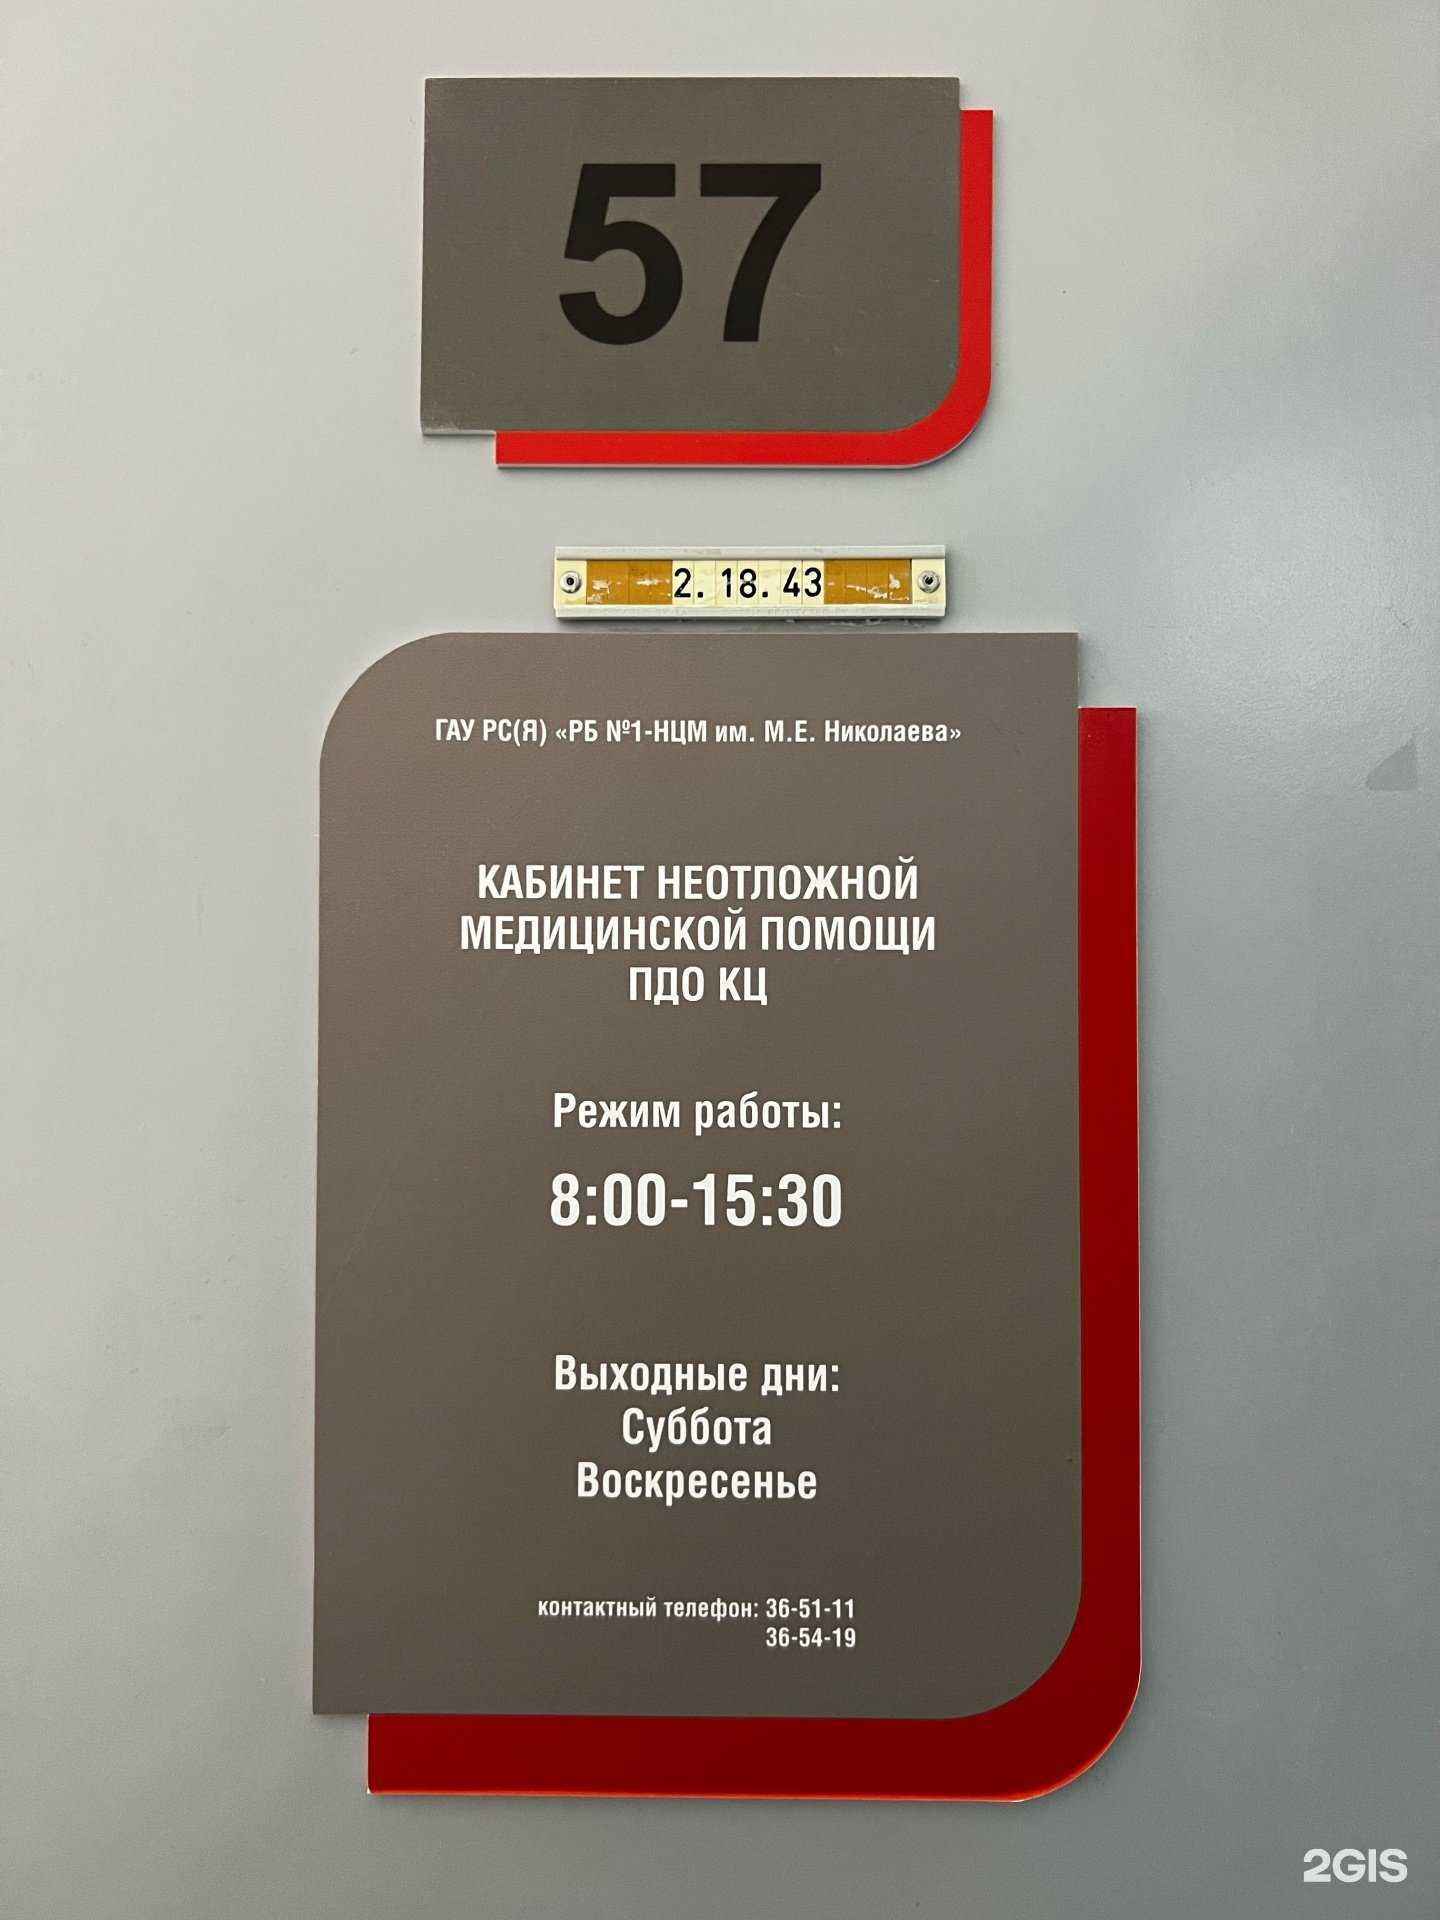 57
2.18.43
ГАУ РС(Я) «РБ №1-НЦМ им. М.Е. Николаева»
КАБИНЕТ НЕОТЛОЖНОЙ
МЕДИЦИНСКОЙ ПОМОЩИ
ПДО КЦ
Режим работы:
8:00-15:30
Выходные дни:
Суббота
Воскресенье
контактный телефон: 36-51-11
36-54-19
2GIS